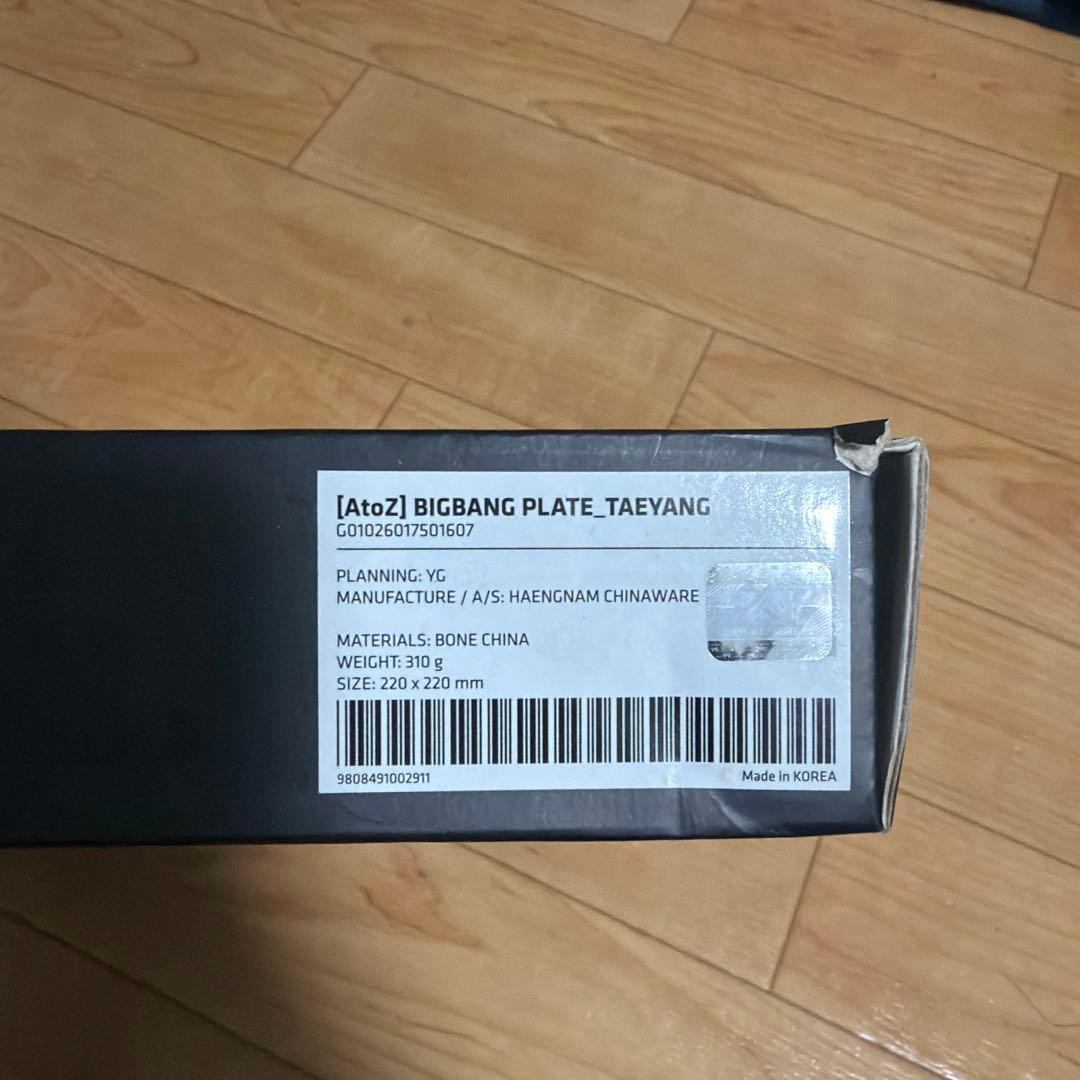 [AtoZ] BIGBANG PLATE_TAEYANG
G01026017501607
PLANNING: YG
MANUFACTURE / A/S: HAENGNAM CHINAWARE
MATERIALS: BONE CHINA
WEIGHT: 310 g
SIZE: 220 x 220 mm
9808491002911
Made in KOREA